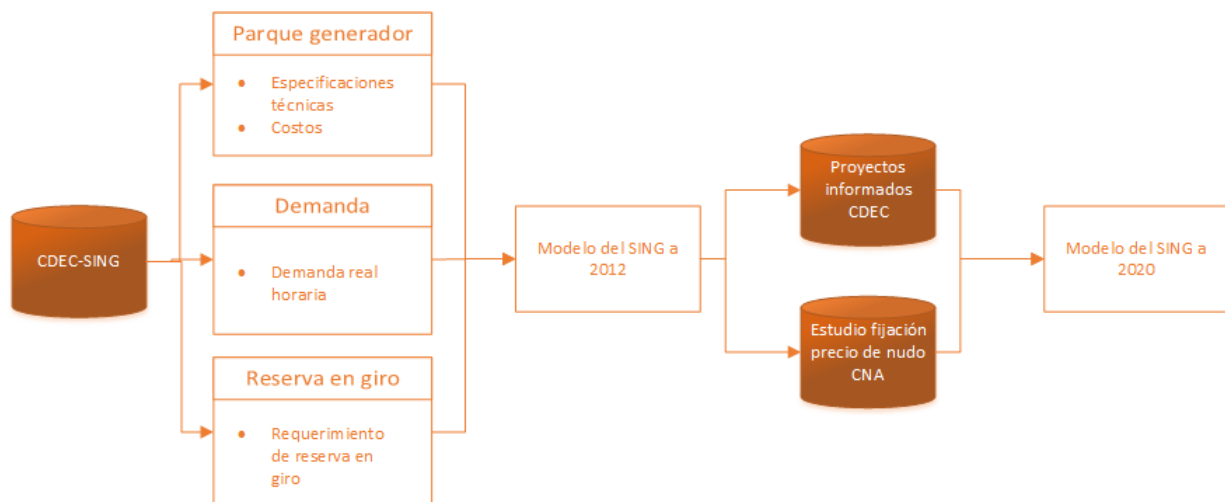 CDEC-SING
Parque generador
• Especificaciones
técnicas
• Costos
Demanda
• Demanda real
horaria
Reserva en giro
• Requerimiento
de reserva en
giro
Modelo del SING a
2012
Proyectos
informados
CDEC
Estudio fijación
precio de nudo
CNA
Modelo del SING a
2020